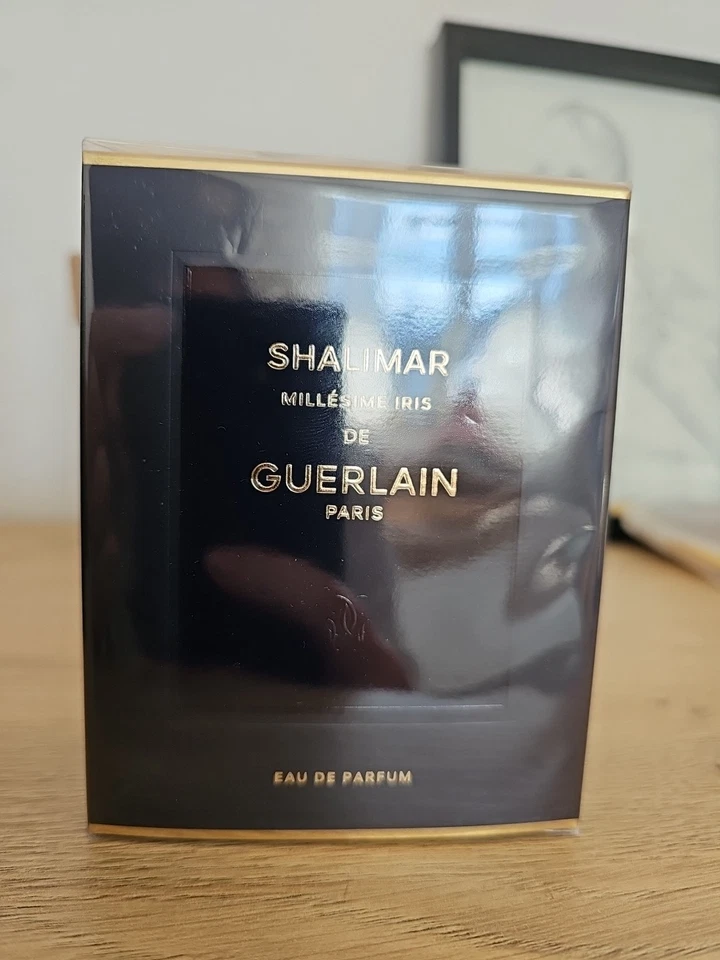 SHALIMAR
MILLÉSIME IRIS
DE
GUERLAIN
PARIS
EAU DE PARFUM